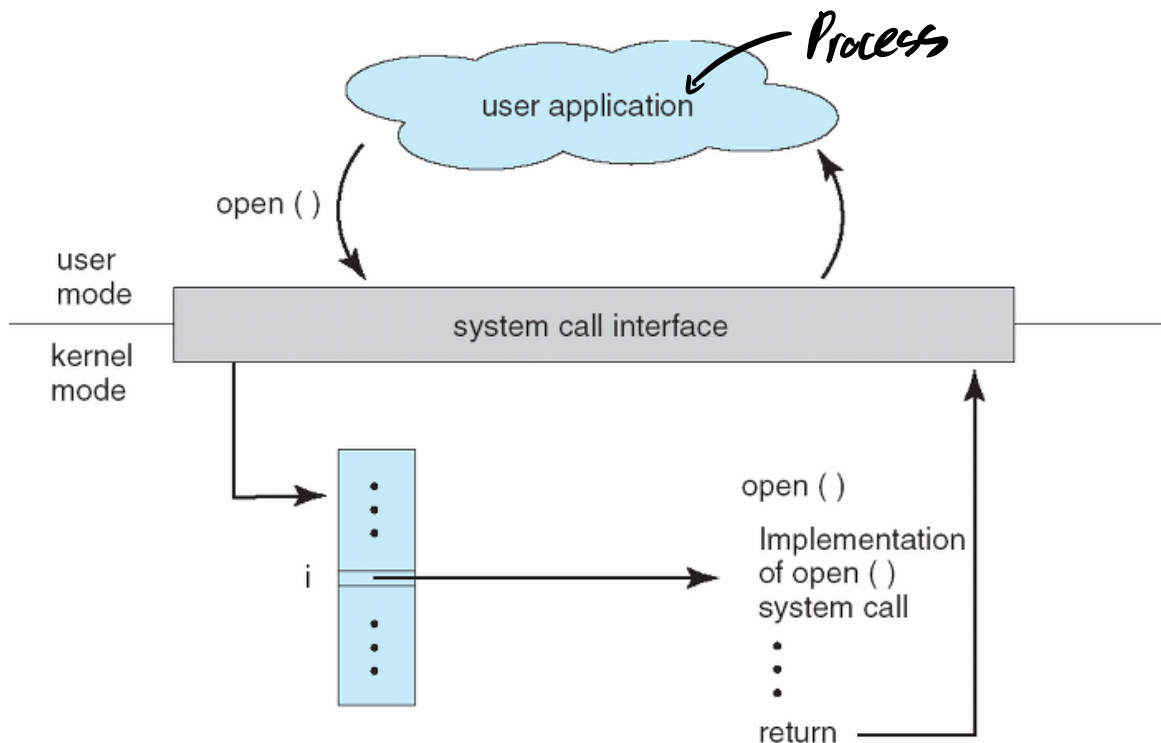 Process
user application
open ( )
user
mode
system call interface
kernel
mode
open ( )
Implementation
of open ( )
system call
i
return